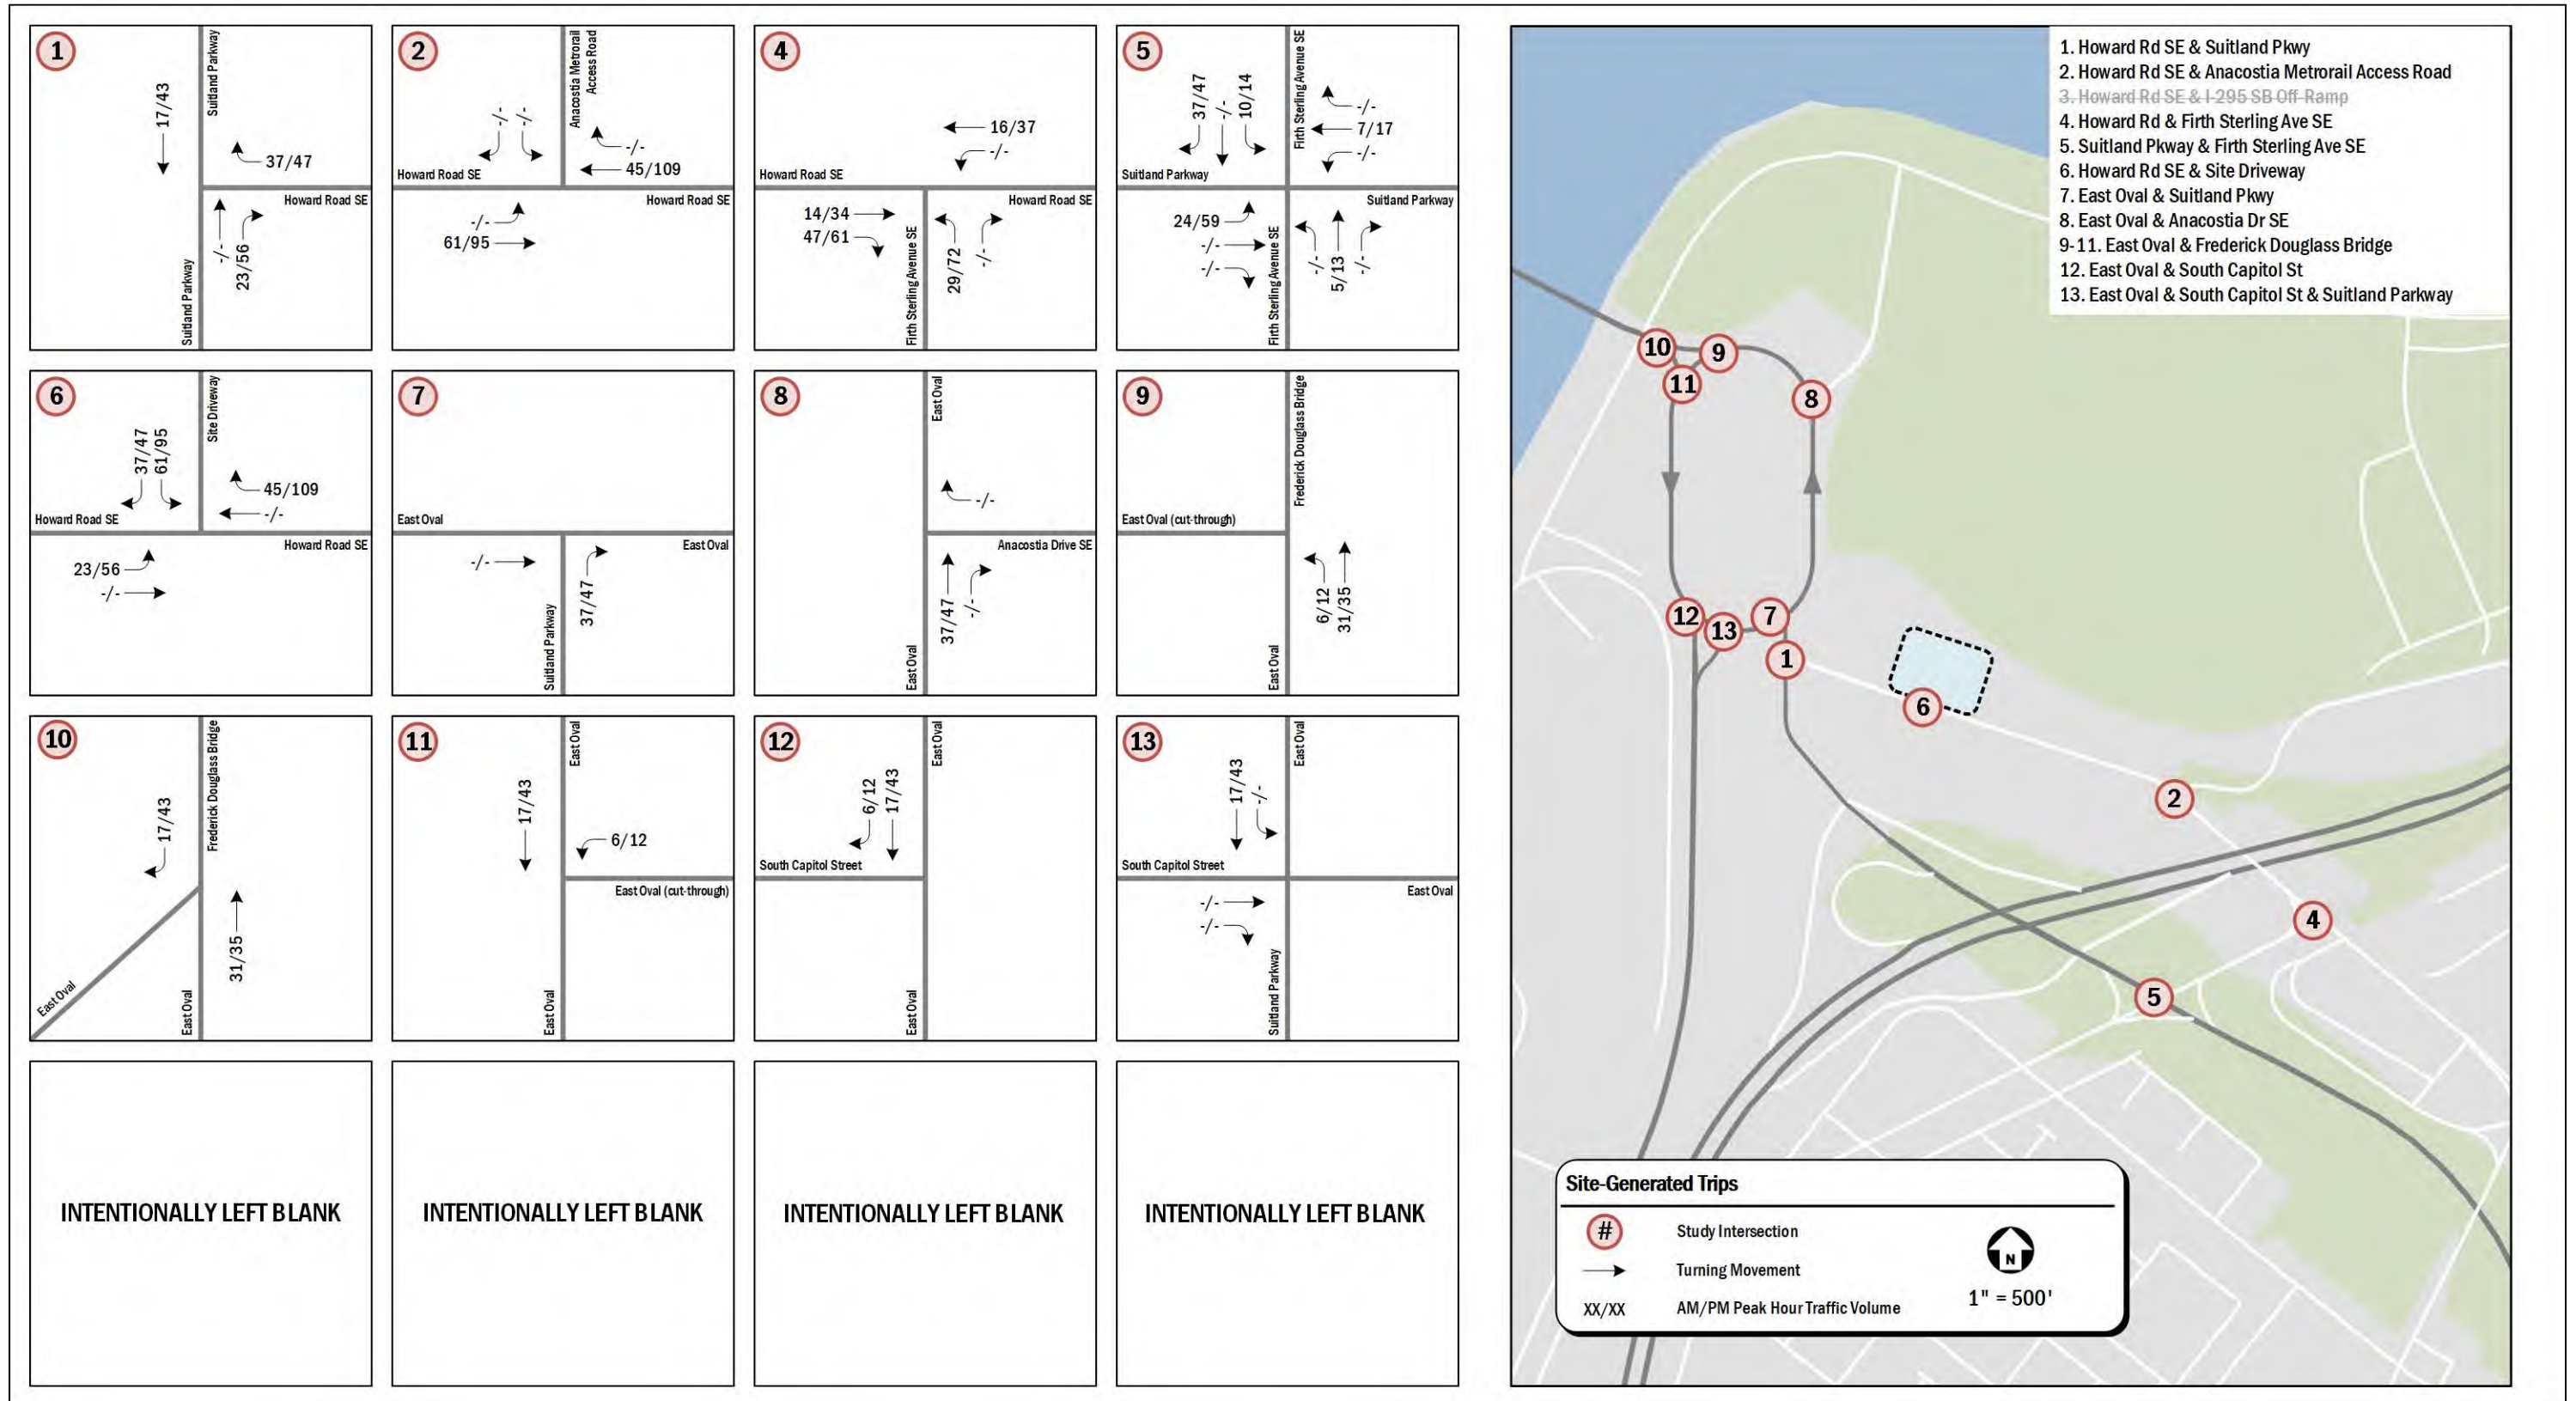 1
Suitland Parkway
17/43
37/47
Howard Road SE
-/-
23/56
Suitland Parkway
2
Anacostia Metrorail
Access Road
-/-
-/-
-/-
45/109
Howard Road SE
Howard Road SE
-/-
61/95
4
16/37
-/-
Howard Road SE
Howard Road SE
14/34
47/61
29/72
-/-
Firth Sterling Avenue SE
5
Firth Sterling Avenue SE
37/47
-/-
10/14
-/-
7/17
-/-
Suitland Parkway
Suitland Parkway
24/59
-/-
-/-
-/-
5/13
-/-
Firth Sterling Avenue SE
6
Site Driveway
37/47
61/95
45/109
-/-
Howard Road SE
Howard Road SE
23/56
-/-
7
East Oval
East Oval
-/-
37/47
Suitland Parkway
8
East Oval
-/-
Anacostia Drive SE
37/47
-/-
East Oval
9
Frederick Douglass Bridge
East Oval (cut-through)
6/12
31/35
East Oval
10
Frederick Douglass Bridge
17/43
31/35
East Oval
East Oval
11
East Oval
17/43
6/12
East Oval (cut-through)
East Oval
12
East Oval
6/12
17/43
South Capitol Street
East Oval
13
East Oval
17/43
-/-
South Capitol Street
East Oval
-/-
-/-
Suitland Parkway
INTENTIONALLY LEFT BLANK
INTENTIONALLY LEFT BLANK
INTENTIONALLY LEFT BLANK
INTENTIONALLY LEFT BLANK
1. Howard Rd SE & Suitland Pkwy
2. Howard Rd SE & Anacostia Metrorail Access Road
3. Howard Rd SE & I-295 SB Off-Ramp
4. Howard Rd & Firth Sterling Ave SE
5. Suitland Pkway & Firth Sterling Ave SE
6. Howard Rd SE & Site Driveway
7. East Oval & Suitland Pkwy
8. East Oval & Anacostia Dr SE
9-11. East Oval & Frederick Douglass Bridge
12. East Oval & South Capitol St
13. East Oval & South Capitol St & Suitland Parkway
10
9
11
8
12
13
7
1
6
2
4
5
Site-Generated Trips
# Study Intersection
Turning Movement
XX/XX AM/PM Peak Hour Traffic Volume
N
1" = 500'